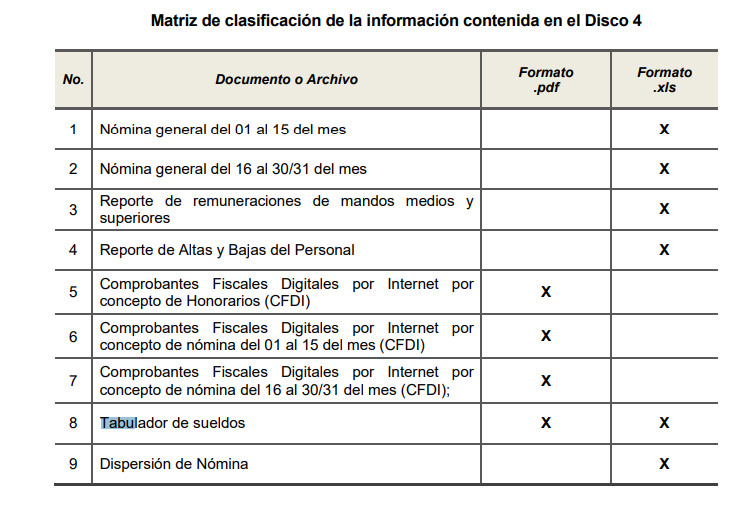 Matriz de clasificación de la información contenida en el Disco 4
No. Documento o Archivo Formato .pdf Formato .xls
1 Nómina general del 01 al 15 del mes X
2 Nómina general del 16 al 30/31 del mes X
3 Reporte de remuneraciones de mandos medios y
superiores X
4 Reporte de Altas y Bajas del Personal X
5 Comprobantes Fiscales Digitales por Internet por
concepto de Honorarios (CFDI) X
6 Comprobantes Fiscales Digitales por Internet por
concepto de nómina del 01 al 15 del mes (CFDI) X
7 Comprobantes Fiscales Digitales por Internet por
concepto de nómina del 16 al 30/31 del mes (CFDI); X
8 Tabulador de sueldos X X
9 Dispersión de Nómina X